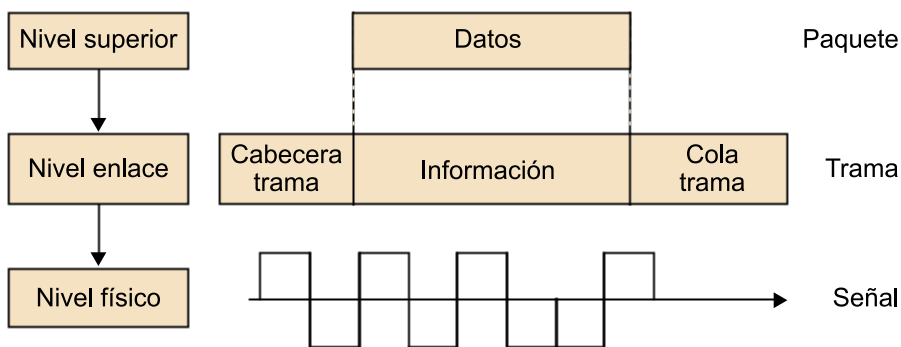 Nivel superior
Datos
Paquete
Nivel enlace
Cabecera
trama
Información
Cola
trama
Trama
Nivel físico
Señal